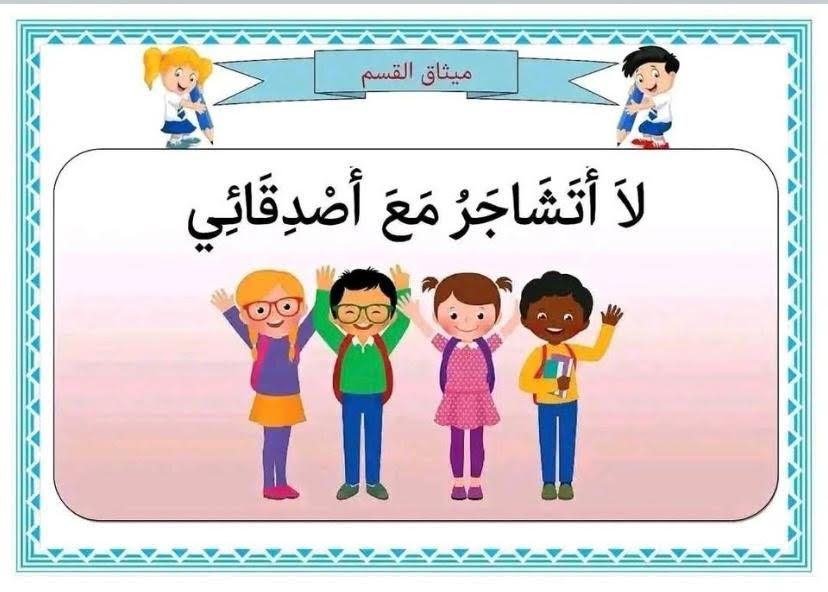 ميثاق القسم
لاَ أَتَشَاجَرُ مَعَ أَصْدِقَائِي